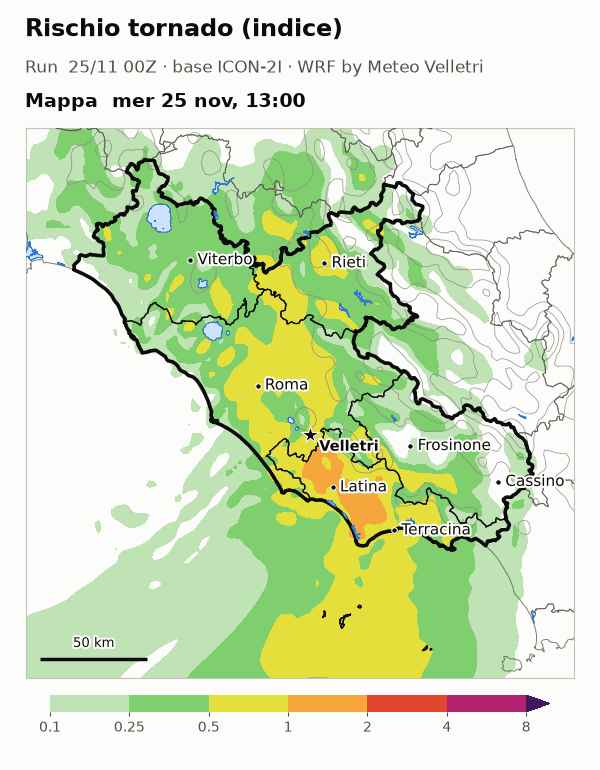 Rischio tornado (indice)
Run  25/11 00Z · base ICON-2I · WRF by Meteo Velletri
Mappa  mer 25 nov, 13:00
Viterbo
Rieti
Roma
Velletri
Frosinone
Cassino
Latina
Terracina
50 km
0.1 0.25 0.5 1 2 4 8